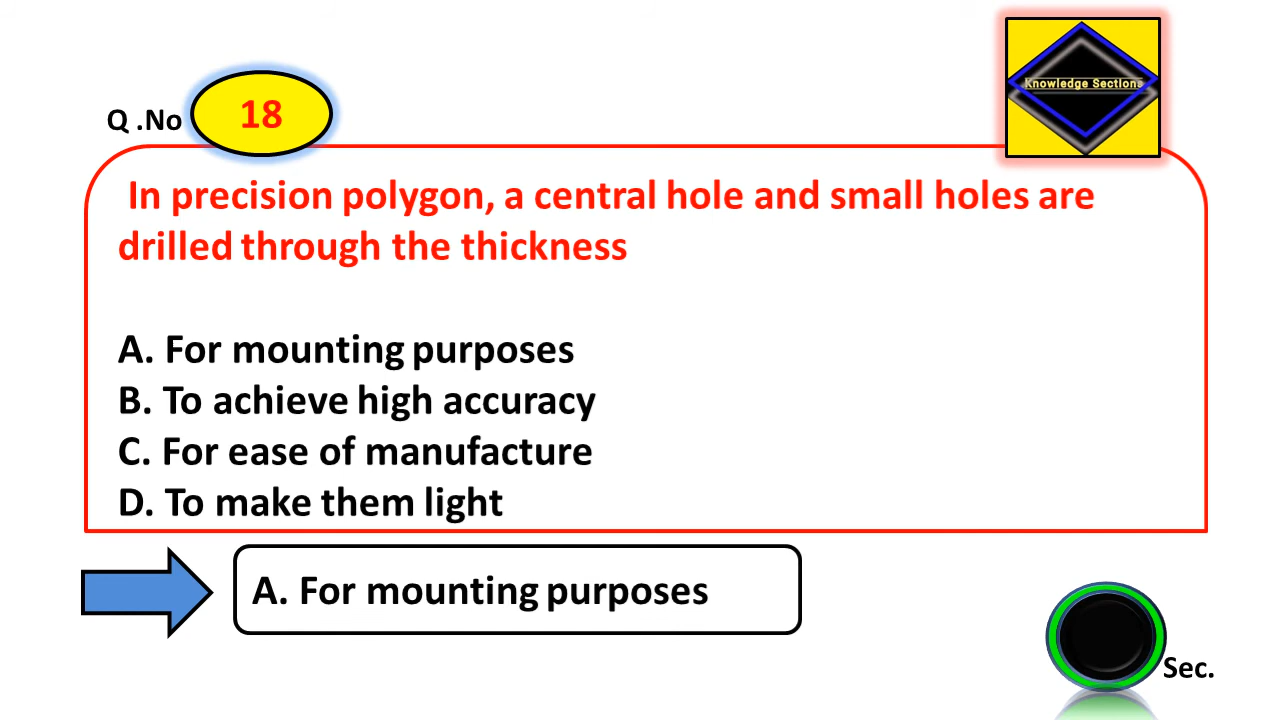 Q .No 18
Knowledge Sections
In precision polygon, a central hole and small holes are
drilled through the thickness
A. For mounting purposes
B. To achieve high accuracy
C. For ease of manufacture
D. To make them light
A. For mounting purposes
Sec.